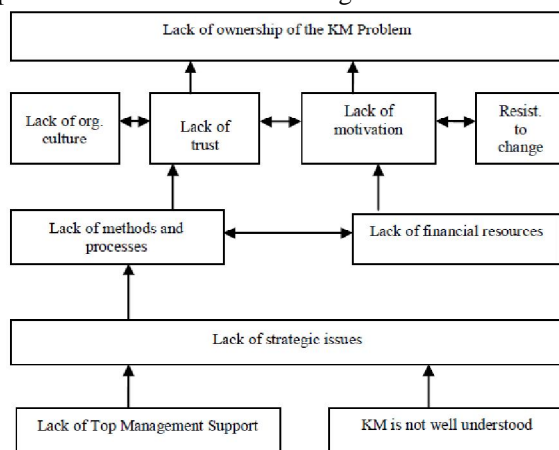 Lack of ownership of the KM Problem
Lack of org.
culture
Lack of
trust
Lack of
motivation
Resist.
to
change
Lack of methods and
processes
Lack of financial resources
Lack of strategic issues
Lack of Top Management Support
KM is not well understood